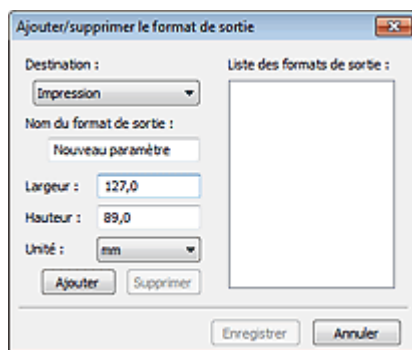 Ajouter/supprimer le format de sortie
Destination :
Impression
Nom du format de sortie :
Nouveau paramètre
Largeur : 127,0
Hauteur : 89,0
Unité : mm
Ajouter Supprimer
Liste des formats de sortie :
Enregistrer Annuler